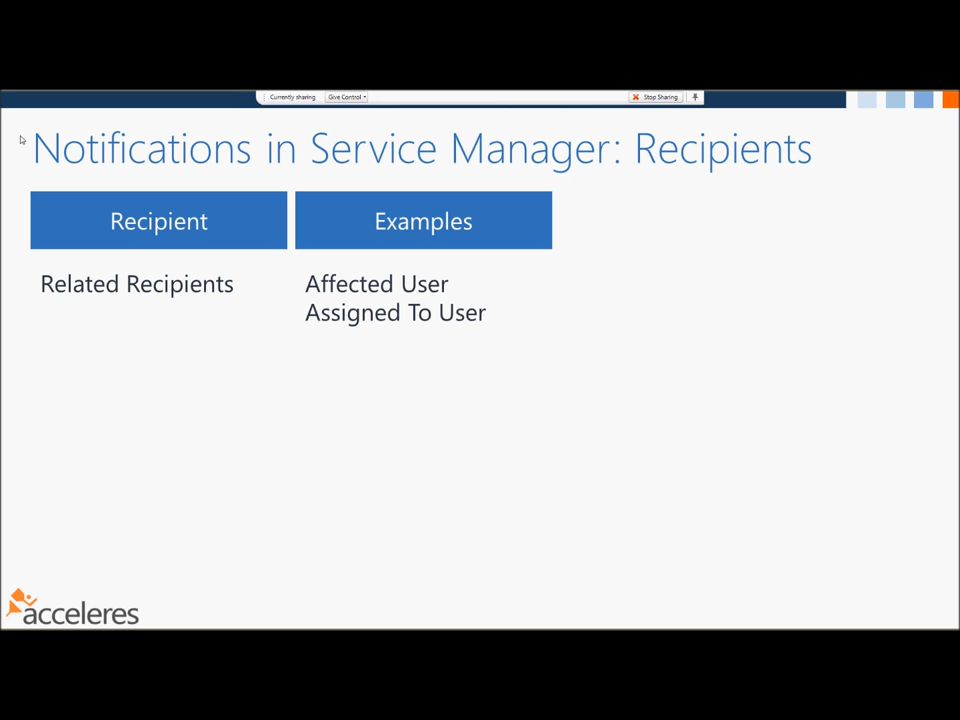 Currently sharing Give Control Stop Sharing
Notifications in Service Manager: Recipients
Recipient Examples
Related Recipients Affected User
Assigned To User
acceleres